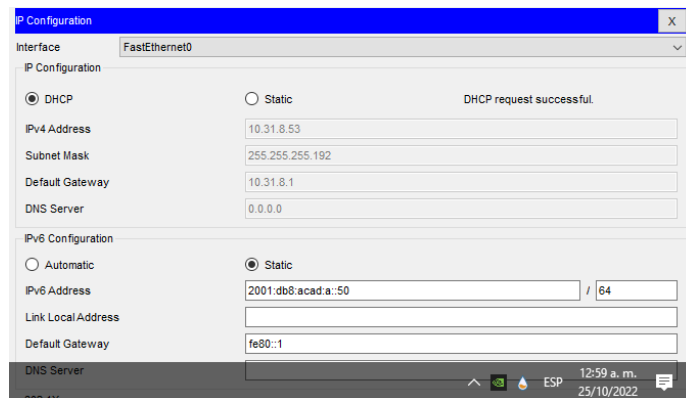 IP Configuration X
Interface FastEthernet0
IP Configuration
DHCP Static DHCP request successful.
IPv4 Address 10.31.8.53
Subnet Mask 255.255.255.192
Default Gateway 10.31.8.1
DNS Server 0.0.0.0
IPv6 Configuration
Automatic Static
IPv6 Address 2001:db8:acad:a::50 / 64
Link Local Address
Default Gateway fe80::1
DNS Server
ESP 12:59 a. m.
25/10/2022